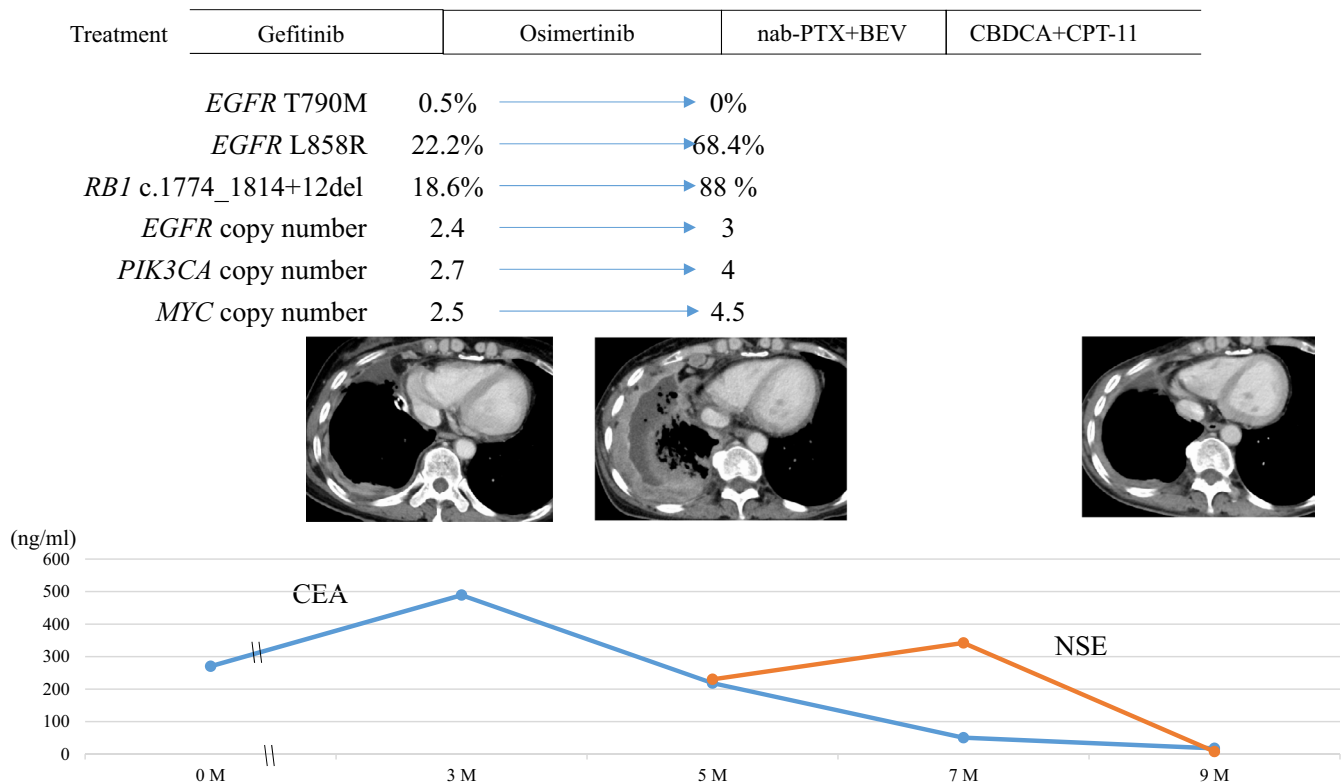 Treatment Gefitinib Osimertinib nab-PTX+BEV CBDCA+CPT-11
EGFR T790M 0.5% 0%
EGFR L858R 22.2% 68.4%
RB1 c.1774_1814+12del 18.6% 88 %
EGFR copy number 2.4 3
PIK3CA copy number 2.7 4
MYC copy number 2.5 4.5
(ng/ml)
600
500
CEA
400
300
NSE
200
100
0
0 M 3 M 5 M 7 M 9 M